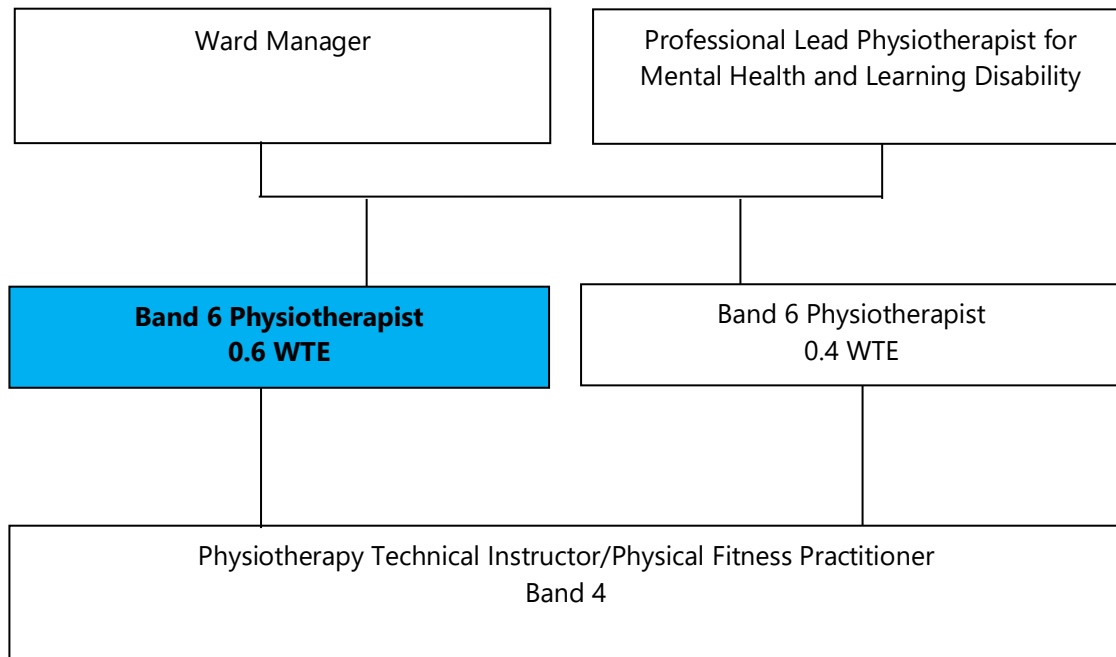 Ward Manager
Professional Lead Physiotherapist for
Mental Health and Learning Disability
Band 6 Physiotherapist
0.6 WTE
Band 6 Physiotherapist
0.4 WTE
Physiotherapy Technical Instructor/Physical Fitness Practitioner
Band 4